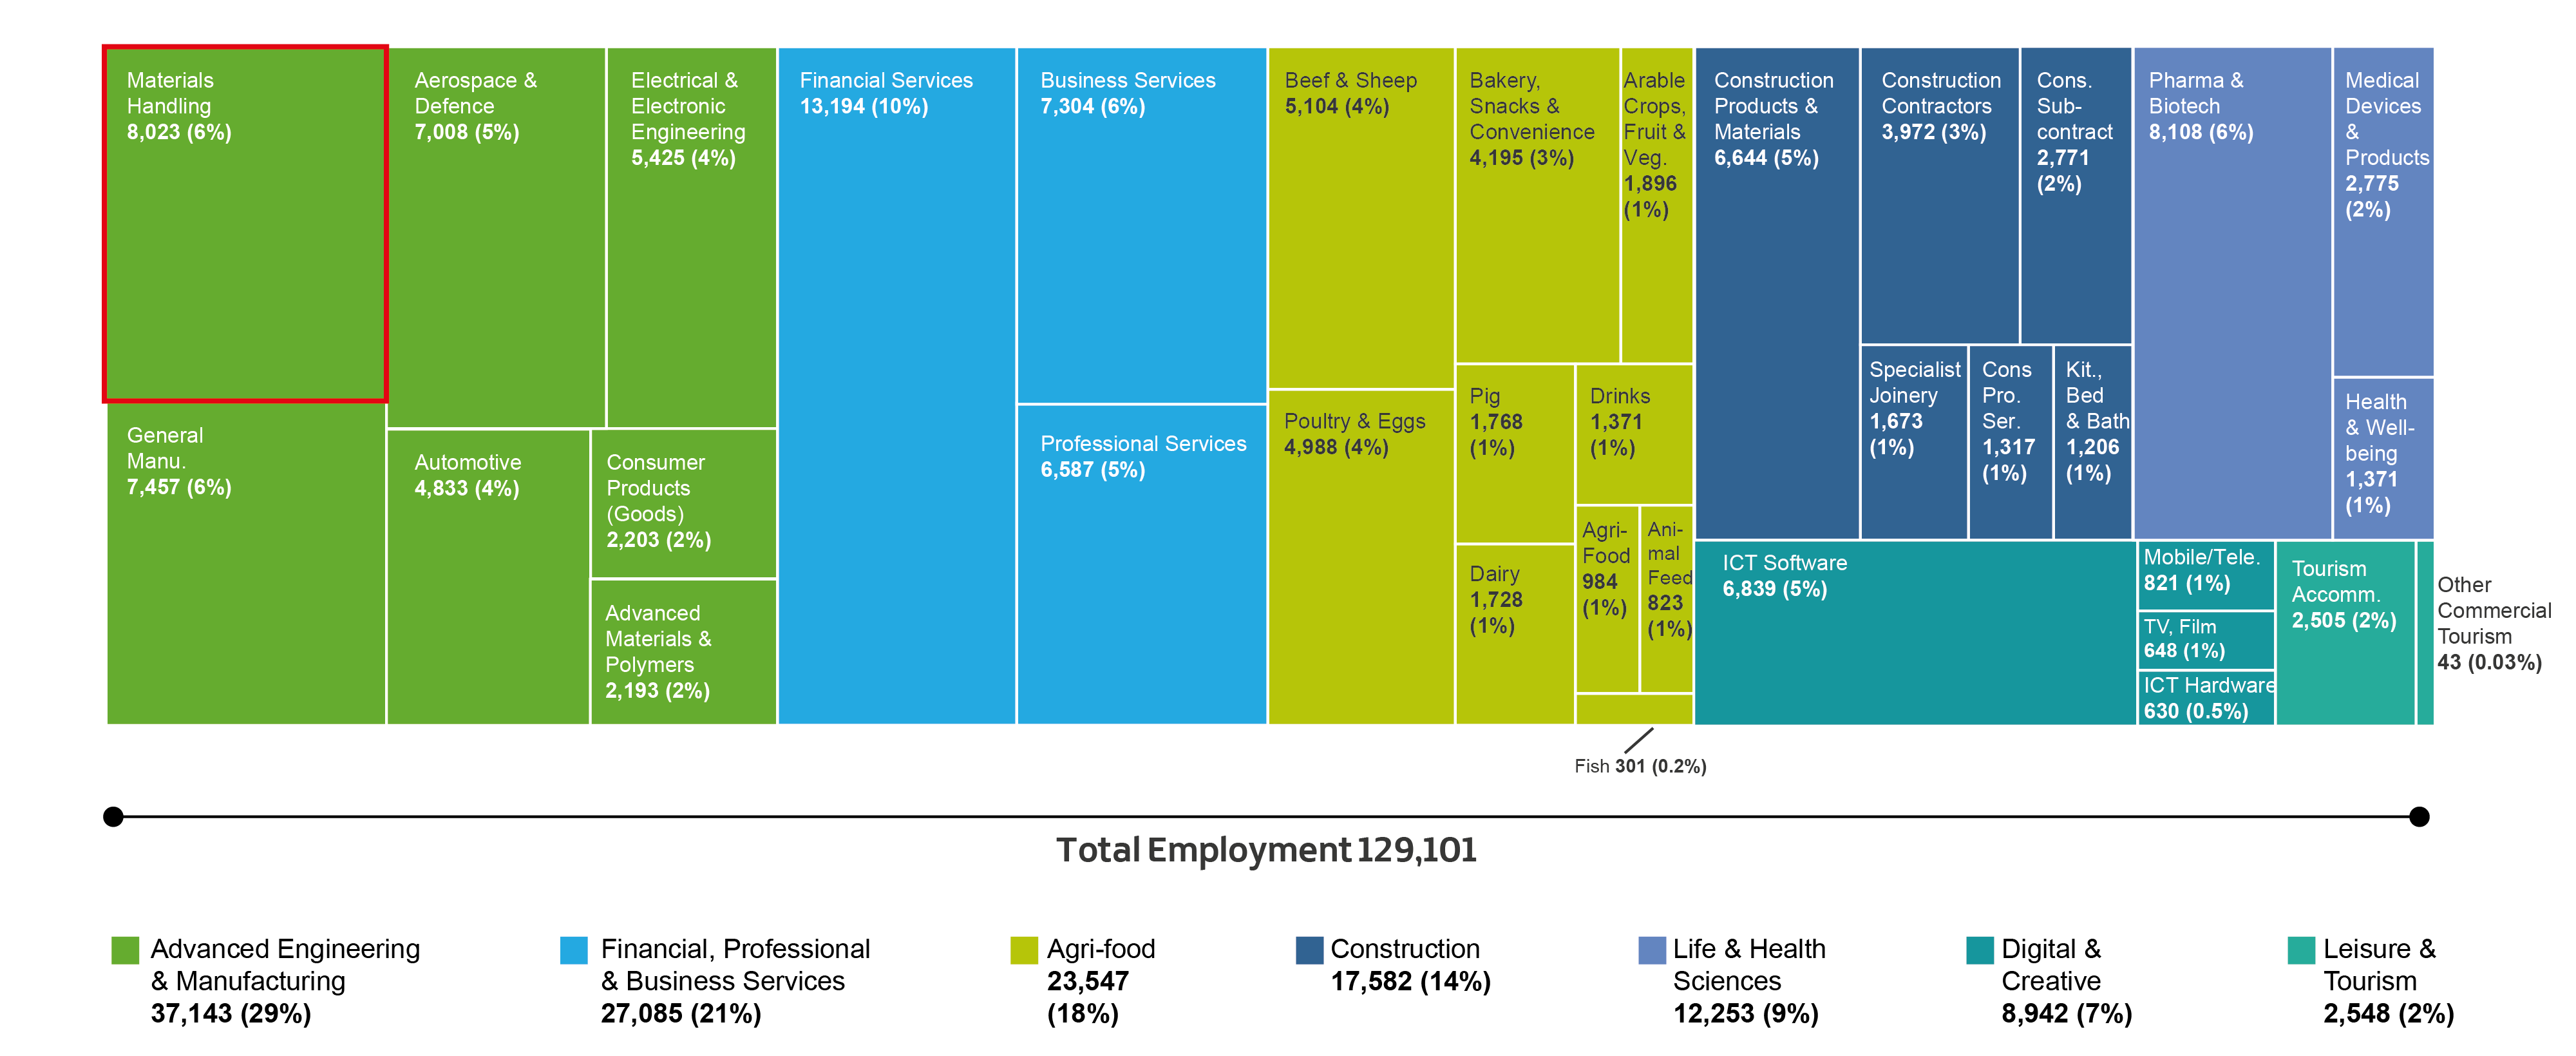 Materials
Handling
8,023 (6%)
Aerospace &
Defence
7,008 (5%)
Electrical &
Electronic
Engineering
5,425 (4%)
General
Manu.
7,457 (6%)
Automotive
4,833 (4%)
Consumer
Products
(Goods)
2,203 (2%)
Advanced
Materials &
Polymers
2,193 (2%)
Financial Services
13,194 (10%)
Business Services
7,304 (6%)
Professional Services
6,587 (5%)
Beef & Sheep
5,104 (4%)
Poultry & Eggs
4,988 (4%)
Bakery,
Snacks &
Convenience
4,195 (3%)
Arable
Crops,
Fruit &
Veg.
1,896
(1%)
Pig
1,768
(1%)
Drinks
1,371
(1%)
Dairy
1,728
(1%)
Agri-
Food
984
(1%)
Ani-
mal
Feed
823
(1%)
Fish 301 (0.2%)
Construction
Products &
Materials
6,644 (5%)
Construction
Contractors
3,972 (3%)
Cons.
Sub-
contract
2,771
(2%)
Specialist
Joinery
1,673
(1%)
Cons
Pro.
Ser.
1,317
(1%)
Kit.,
Bed
& Bath
1,206
(1%)
Pharma &
Biotech
8,108 (6%)
Medical
Devices
&
Products
2,775
(2%)
Health
& Well-
being
1,371
(1%)
ICT Software
6,839 (5%)
Mobile/Tele.
821 (1%)
TV, Film
648 (1%)
ICT Hardware
630 (0.5%)
Tourism
Accomm.
2,505 (2%)
Other
Commercial
Tourism
43 (0.03%)
Total Employment 129,101
Advanced Engineering
& Manufacturing
37,143 (29%)
Financial, Professional
& Business Services
27,085 (21%)
Agri-food
23,547
(18%)
Construction
17,582 (14%)
Life & Health
Sciences
12,253 (9%)
Digital &
Creative
8,942 (7%)
Leisure &
Tourism
2,548 (2%)